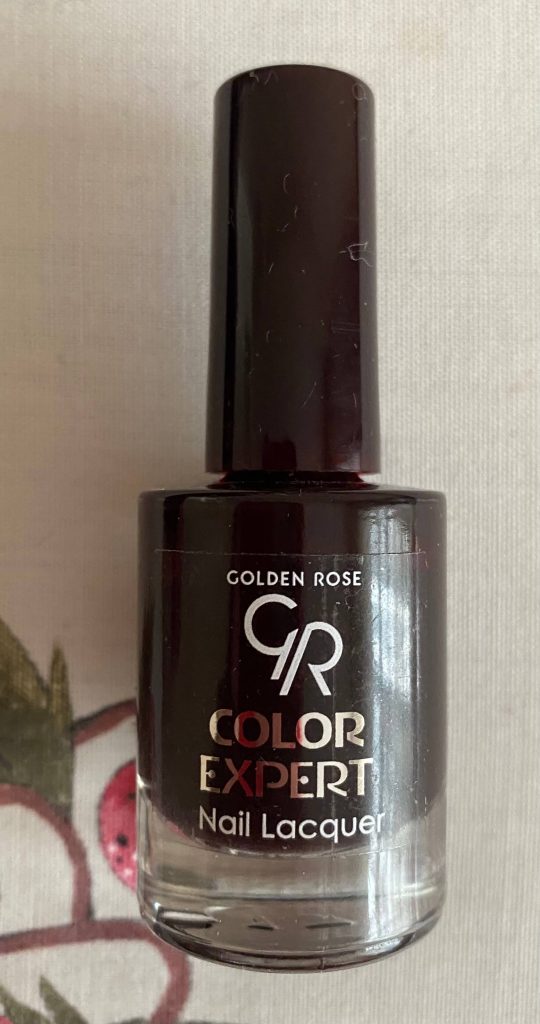 GOLDEN ROSE
GR
COLOR
EXPERT
Nail Lacquer